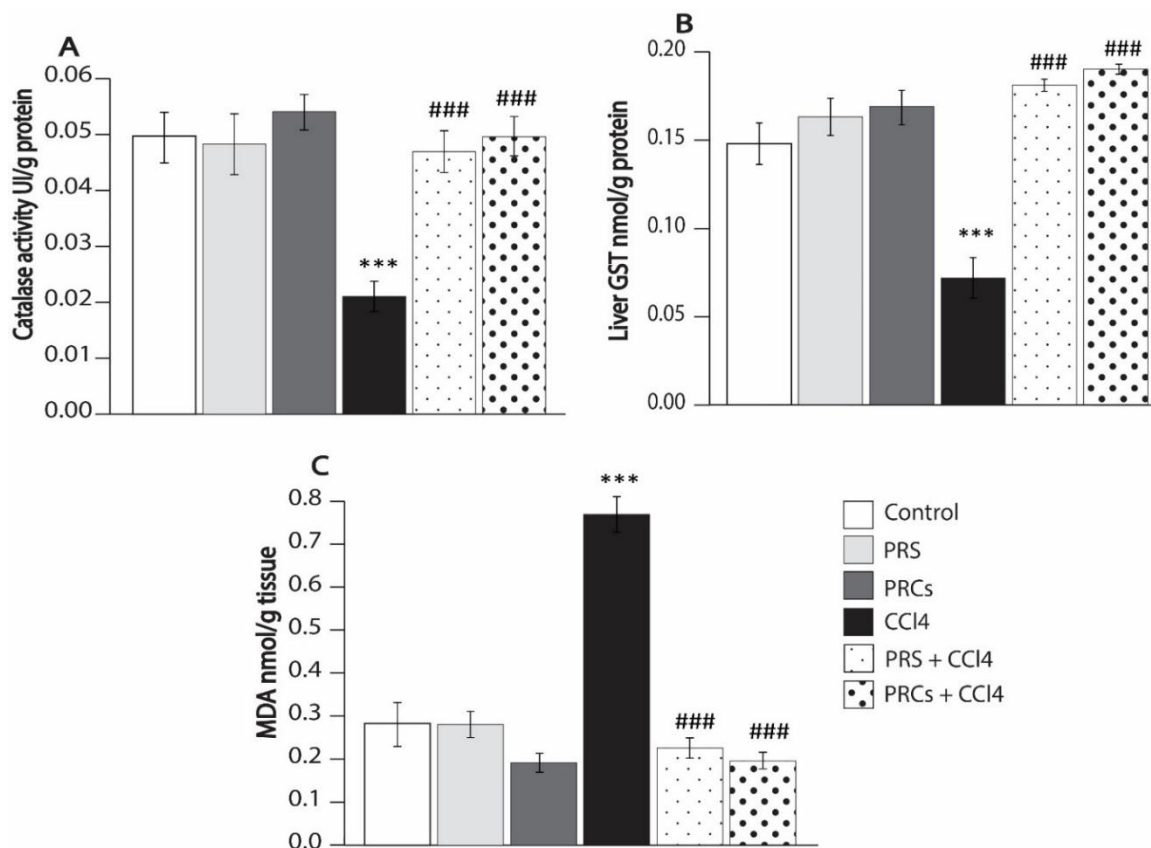 A
Catalase activity UI/g protein
0.06
0.05
0.04
0.03
0.02
0.01
0.00
***
###
###
B
Liver GST nmol/g protein
0.20
0.15
0.10
0.05
0.00
***
###
###
C
MDA nmol/g tissue
0.8
0.7
0.6
0.5
0.4
0.3
0.2
0.1
0.0
***
###
###
Control
PRS
PRCs
CCl4
PRS + CCl4
PRCs + CCl4